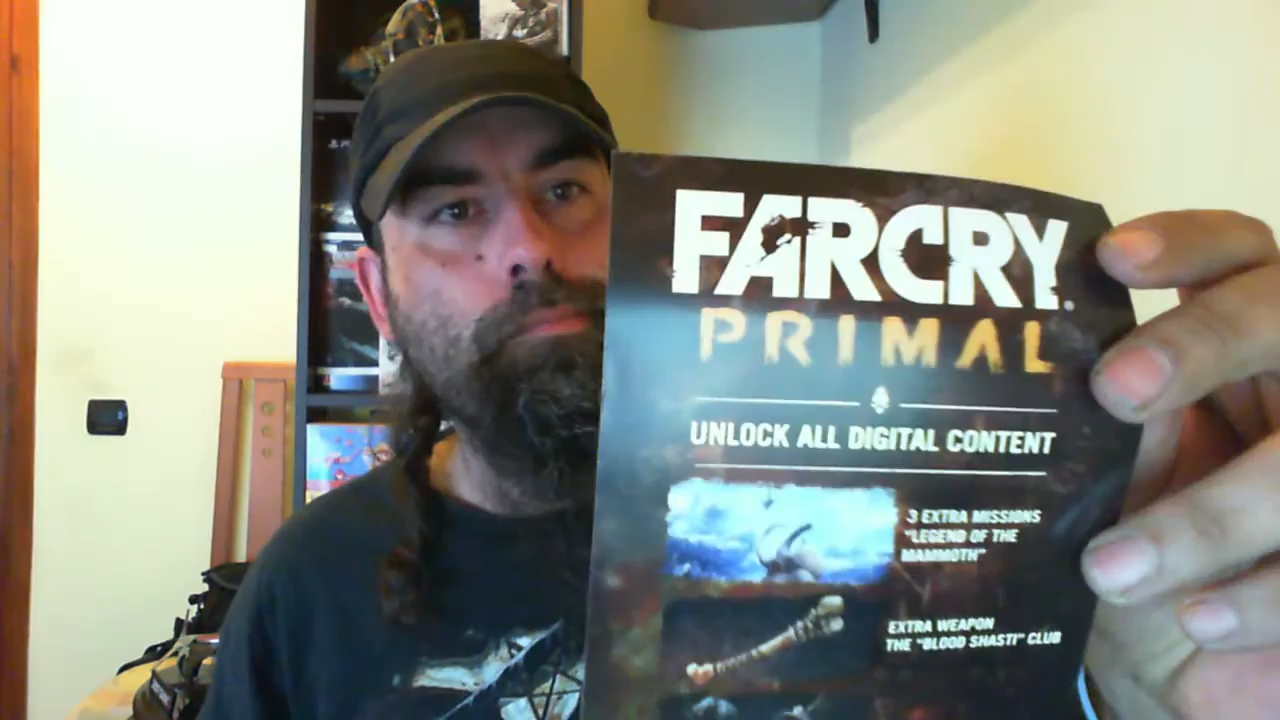 FARCRY®
PRIMAL
UNLOCK ALL DIGITAL CONTENT
3 EXTRA MISSIONS
"LEGEND OF THE
MAMMOTH"
EXTRA WEAPON
THE "BLOOD SHASTI" CLUB